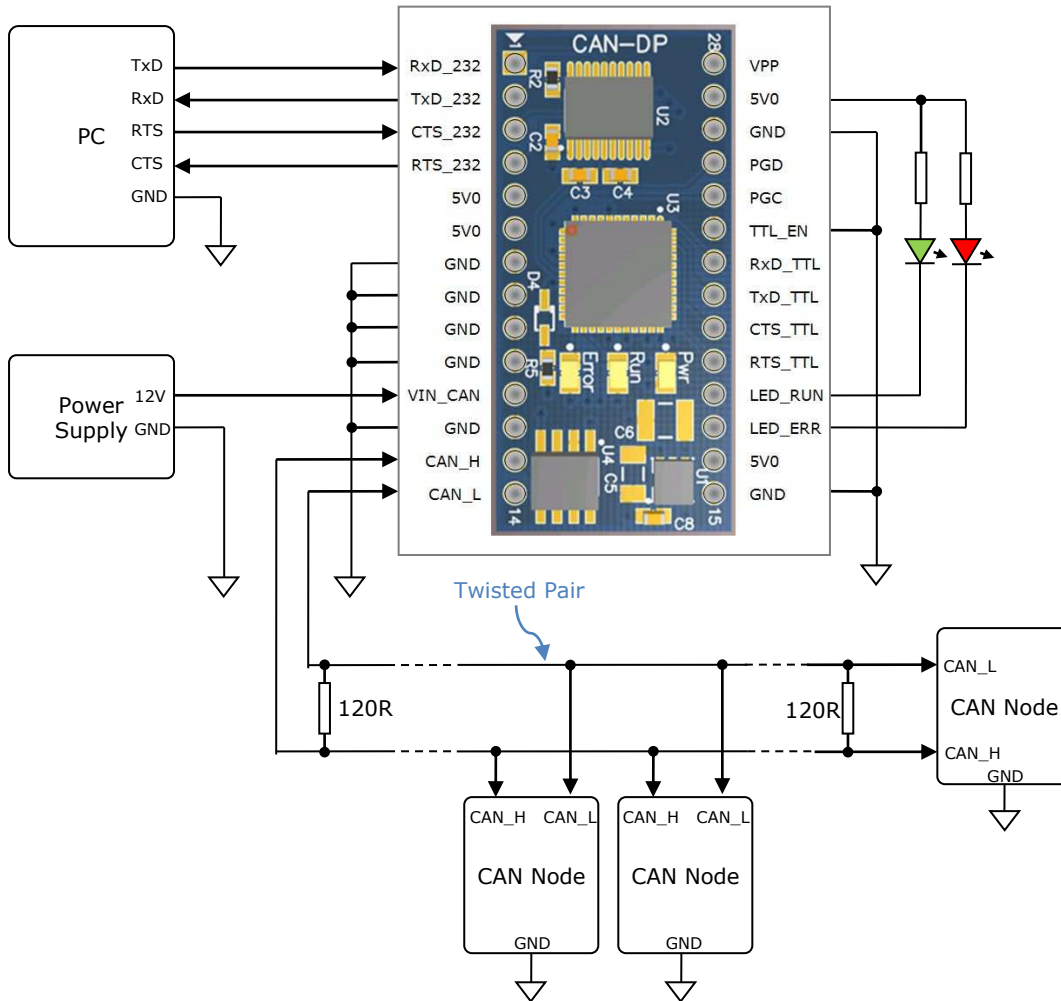 PC
TxD
RxD
RTS
CTS
GND
Power
Supply
12V
GND
RxD_232
TxD_232
CTS_232
RTS_232
5V0
5V0
GND
GND
GND
GND
VIN_CAN
GND
CAN_H
CAN_L
CAN-DP
1
28
R2
U2
C2
C3
C4
U3
D4
R5
Error
Run
Pwr
C6
U4
C5
U1
C8
14
15
VPP
5V0
GND
PGD
PGC
TTL_EN
RxD_TTL
TxD_TTL
CTS_TTL
RTS_TTL
LED_RUN
LED_ERR
5V0
GND
Twisted Pair
120R
120R
CAN_L
CAN Node
CAN_H
GND
CAN_H CAN_L
CAN Node
GND
CAN_H CAN_L
CAN Node
GND